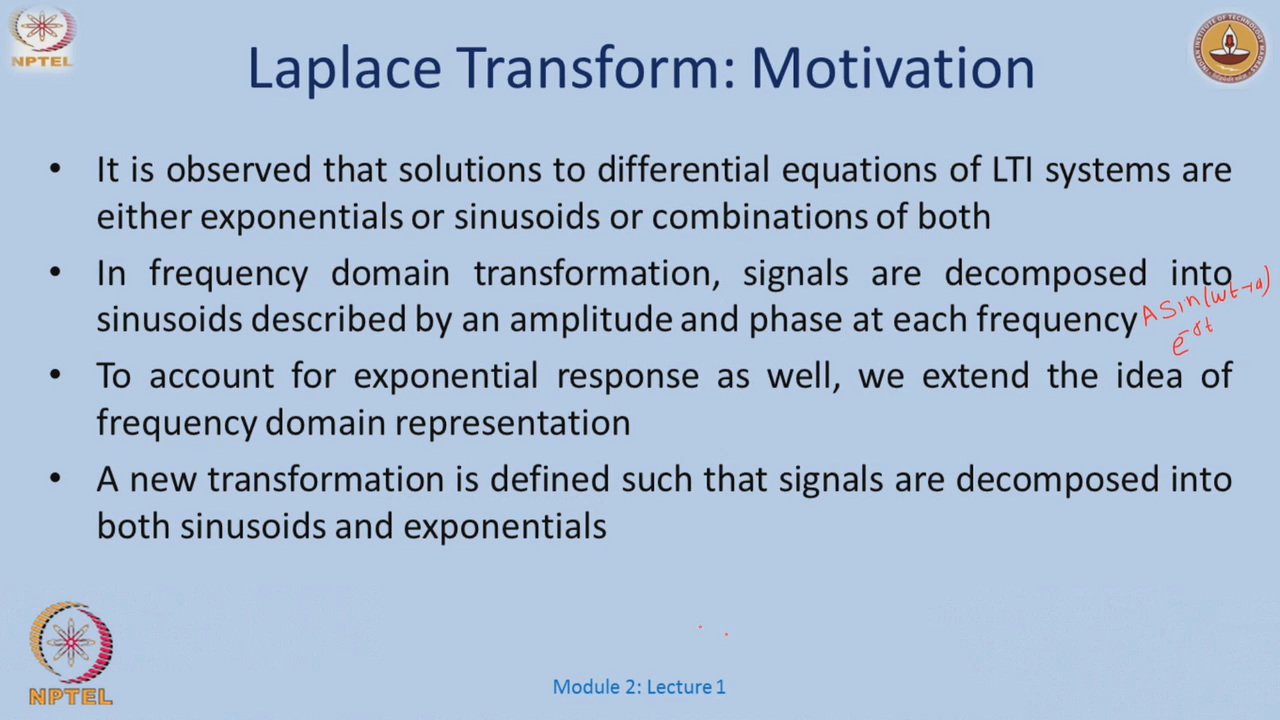 NPTEL
Laplace Transform: Motivation
• It is observed that solutions to differential equations of LTI systems are
either exponentials or sinusoids or combinations of both
• In frequency domain transformation, signals are decomposed into
sinusoids described by an amplitude and phase at each frequency
A Sin(ωt
e^-σt
• To account for exponential response as well, we extend the idea of
frequency domain representation
• A new transformation is defined such that signals are decomposed into
both sinusoids and exponentials
NPTEL
Module 2: Lecture 1